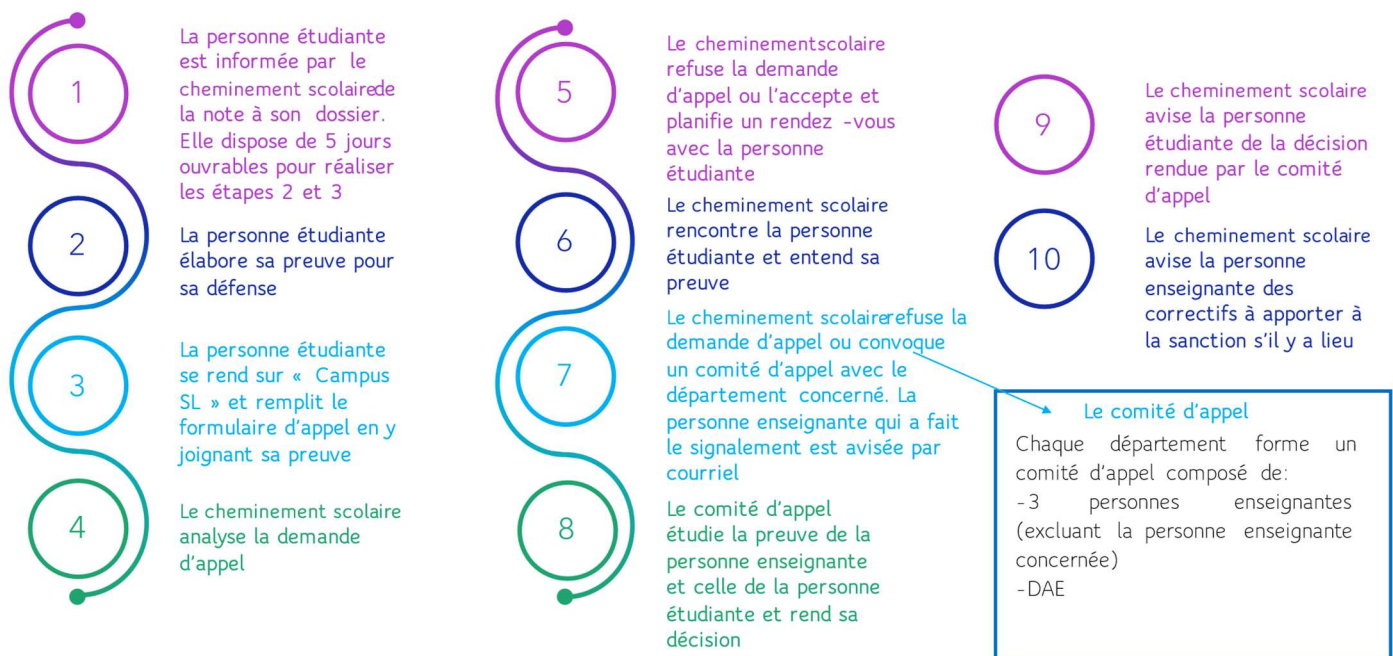 1
La personne étudiante
est informée par le
cheminement scolairede
la note à son dossier.
Elle dispose de 5 jours
ouvrables pour réaliser
les étapes 2 et 3
2
La personne étudiante
élabore sa preuve pour
sa défense
3
La personne étudiante
se rend sur « Campus
SL » et remplit le
formulaire d'appel en y
joignant sa preuve
4
Le cheminement scolaire
analyse la demande
d'appel
5
Le cheminementscolaire
refuse la demande
d'appel ou l'accepte et
planifie un rendez -vous
avec la personne
étudiante
6
Le cheminement scolaire
rencontre la personne
étudiante et entend sa
preuve
7
Le cheminement scolairerefuse la
demande d'appel ou convoque
un comité d'appel avec le
département concerné. La
personne enseignante qui a fait
le signalement est avisée par
courriel
8
Le comité d'appel
étudie la preuve de la
personne enseignante
et celle de la personne
étudiante et rend sa
décision
9
Le cheminement scolaire
avise la personne
étudiante de la décision
rendue par le comité
d'appel
10
Le cheminement scolaire
avise la personne
enseignante des
correctifs à apporter à
la sanction s'il y a lieu
Le comité d'appel
Chaque département forme un
comité d'appel composé de:
-3 personnes enseignantes
(excluant la personne enseignante
concernée)
-DAE